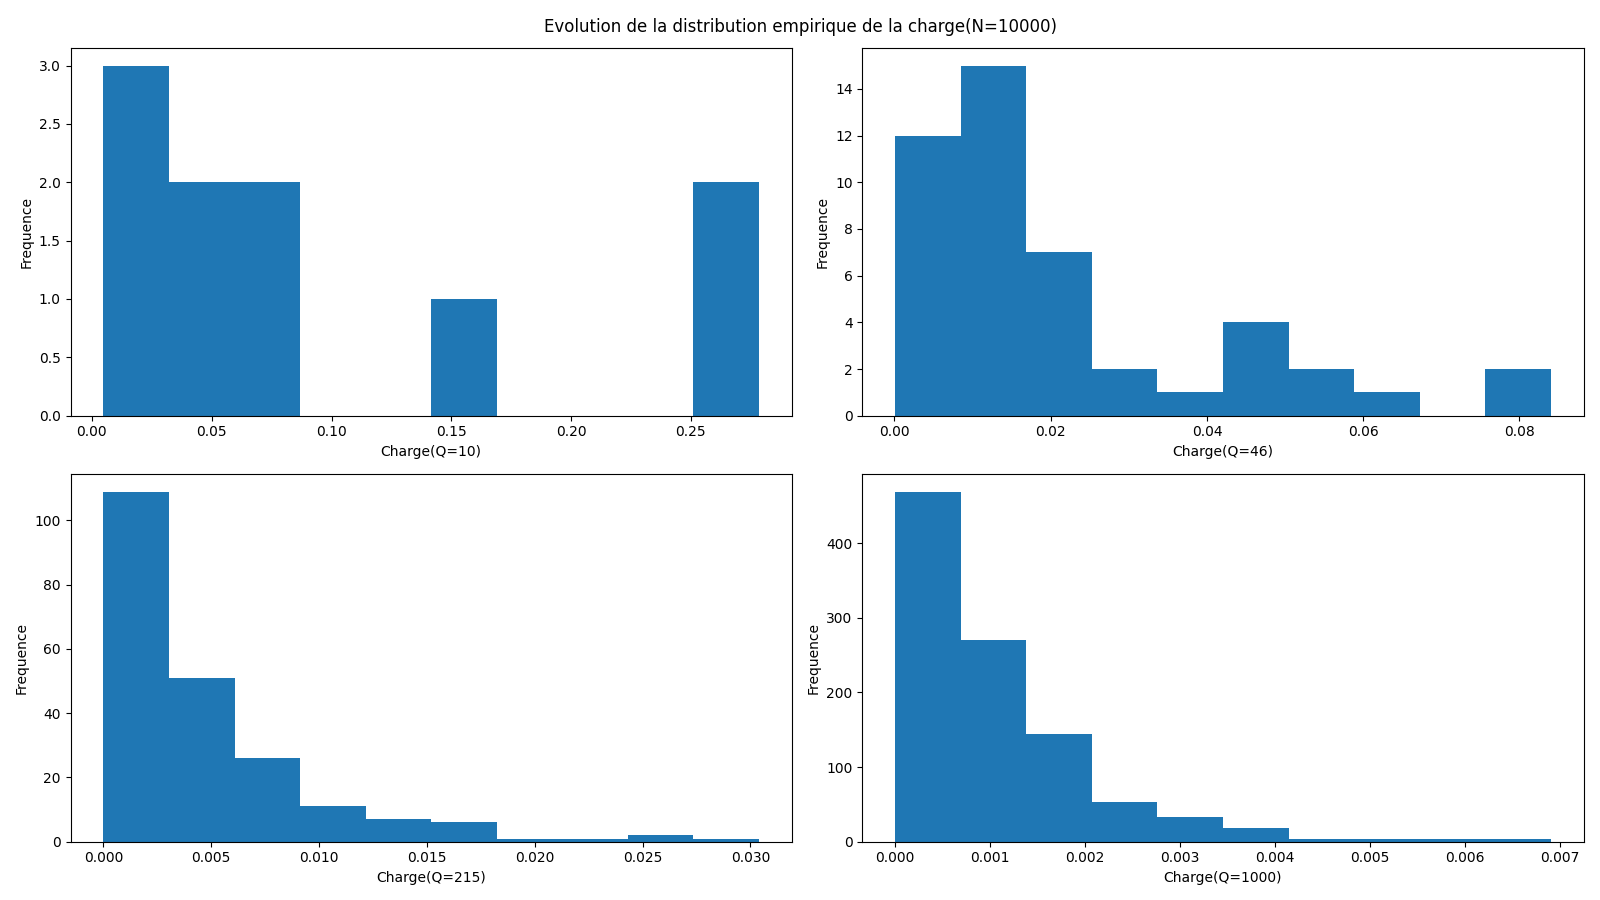 Evolution de la distribution empirique de la charge(N=10000)
3.0
2.5
2.0
1.5
1.0
0.5
0.0
Frequence
0.00 0.05 0.10 0.15 0.20 0.25
Charge(Q=10)
14
12
10
8
6
4
2
0
Frequence
0.00 0.02 0.04 0.06 0.08
Charge(Q=46)
100
80
60
40
20
0
Frequence
0.000 0.005 0.010 0.015 0.020 0.025 0.030
Charge(Q=215)
400
300
200
100
0
Frequence
0.000 0.001 0.002 0.003 0.004 0.005 0.006 0.007
Charge(Q=1000)